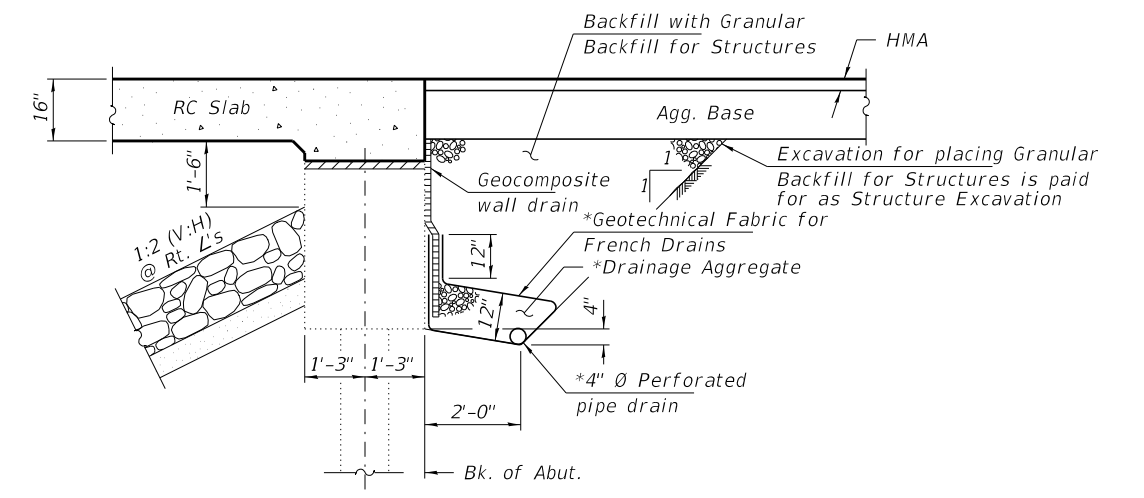 Backfill with Granular
Backfill for Structures
HMA
16"
RC Slab
Agg. Base
1'-6"
1
1
Excavation for placing Granular
Backfill for Structures is paid
for as Structure Excavation
Geocomposite
wall drain
1:2 (V:H)
@ Rt. ∠'s
*Geotechnical Fabric for
French Drains
12"
*Drainage Aggregate
12"
4"
1'-3"
1'-3"
*4" Ø Perforated
pipe drain
2'-0"
Bk. of Abut.